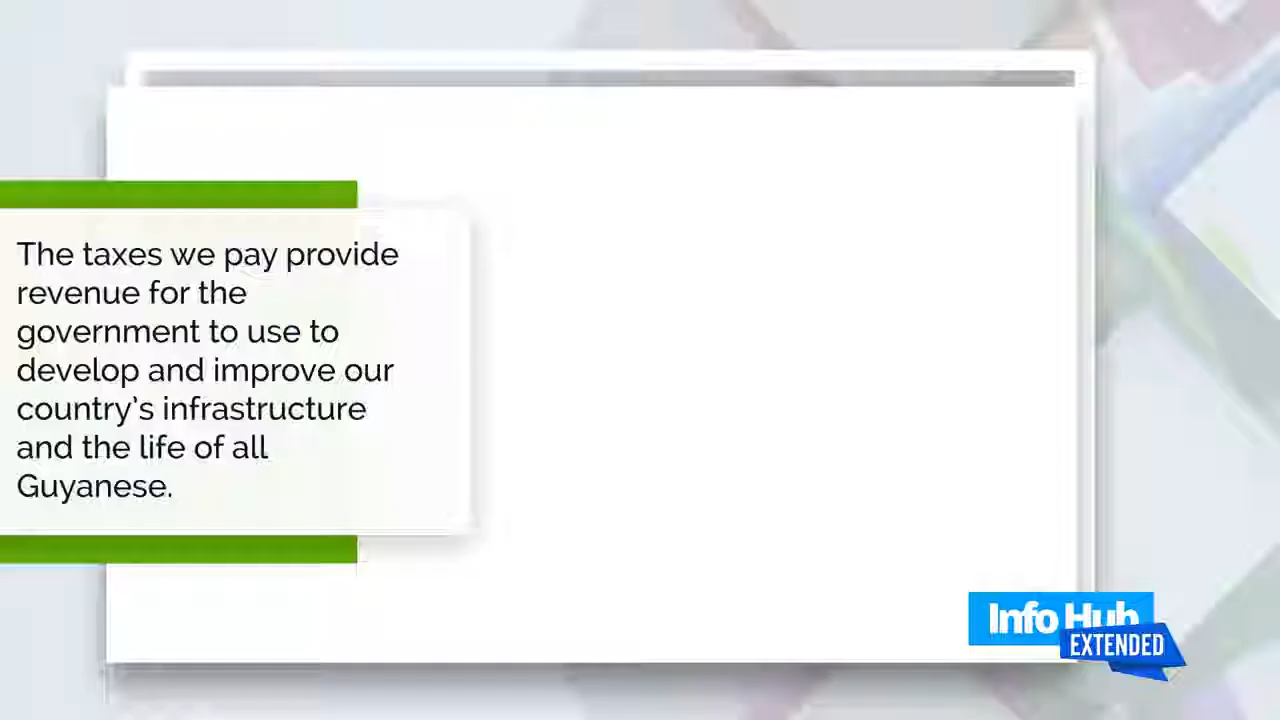 The taxes we pay provide
revenue for the
government to use to
develop and improve our
country's infrastructure
and the life of all
Guyanese.
Info Hub
EXTENDED